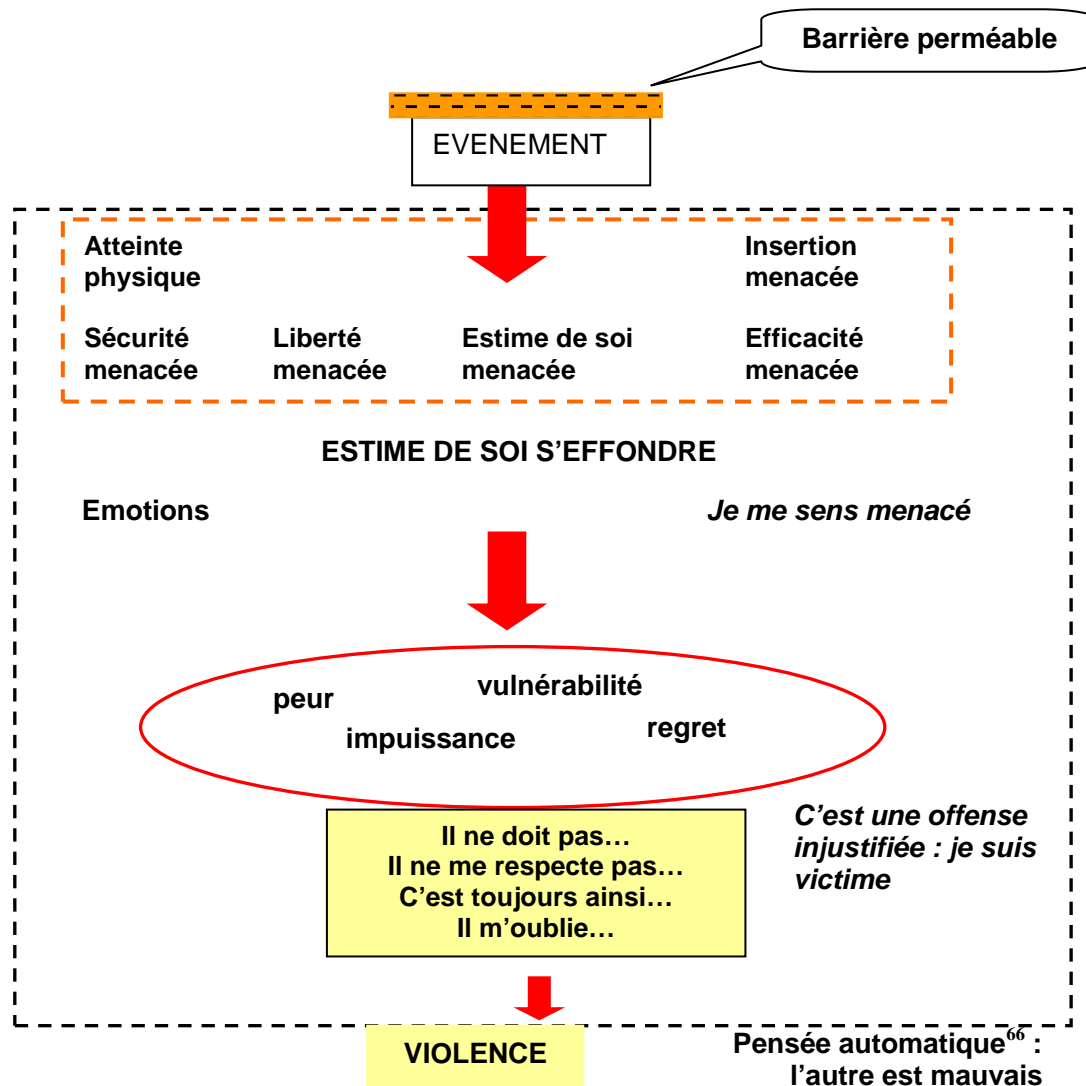 Barrière perméable
EVENEMENT
Atteinte
physique
Insertion
menacée
Sécurité
menacée
Liberté
menacée
Estime de soi
menacée
Efficacité
menacée
ESTIME DE SOI S’EFFONDRE
Emotions
Je me sens menacé
peur
vulnérabilité
impuissance
regret
Il ne doit pas…
Il ne me respecte pas…
C’est toujours ainsi…
Il m’oublie…
C’est une offense
injustifiée : je suis
victime
VIOLENCE
Pensée automatique⁶⁶ :
l’autre est mauvais